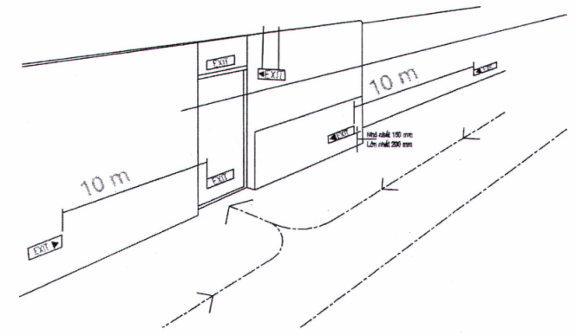 EXIT
◄EXIT
10 m
◄EXIT
◄EXIT
Nhỏ nhất 150 mm
Lớn nhất 200 mm
10 m
EXIT
EXIT ►